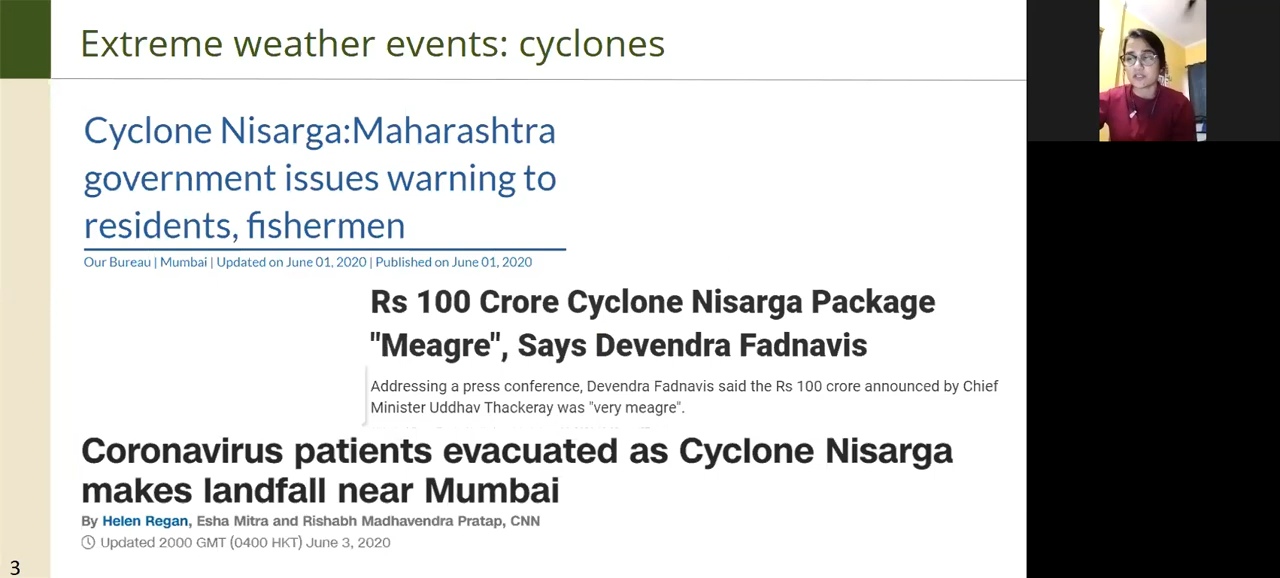 Extreme weather events: cyclones
Cyclone Nisarga:Maharashtra
government issues warning to
residents, fishermen
Our Bureau | Mumbai | Updated on June 01, 2020 | Published on June 01, 2020
Rs 100 Crore Cyclone Nisarga Package
"Meagre", Says Devendra Fadnavis
Addressing a press conference, Devendra Fadnavis said the Rs 100 crore announced by Chief
Minister Uddhav Thackeray was "very meagre".
Coronavirus patients evacuated as Cyclone Nisarga
makes landfall near Mumbai
By Helen Regan, Esha Mitra and Rishabh Madhavendra Pratap, CNN
Updated 2000 GMT (0400 HKT) June 3, 2020
3